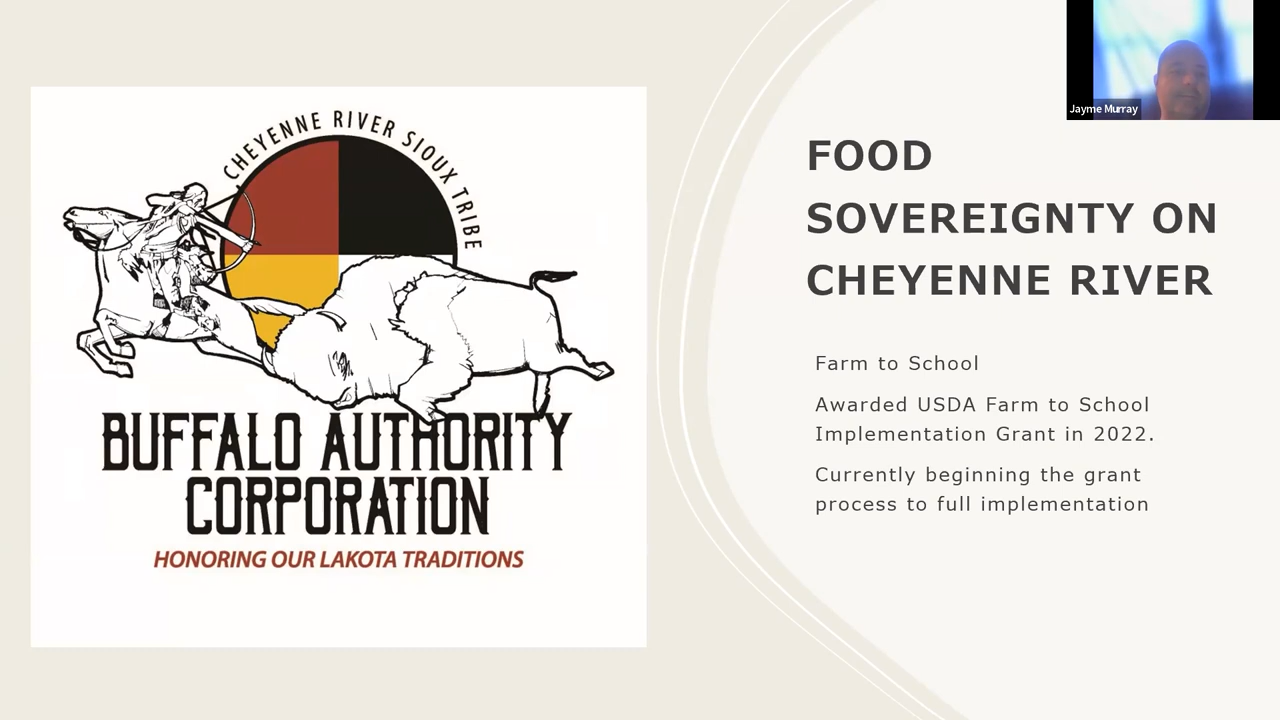 CHEYENNE RIVER SIOUX TRIBE
BUFFALO AUTHORITY
CORPORATION
HONORING OUR LAKOTA TRADITIONS
Jayme Murray
FOOD
SOVEREIGNTY ON
CHEYENNE RIVER
Farm to School
Awarded USDA Farm to School
Implementation Grant in 2022.
Currently beginning the grant
process to full implementation